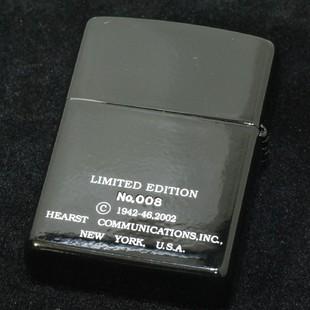 LIMITED EDITION
No.008
© 1942-46,2002
HEARST COMMUNICATIONS,INC.,
NEW YORK, U.S.A.